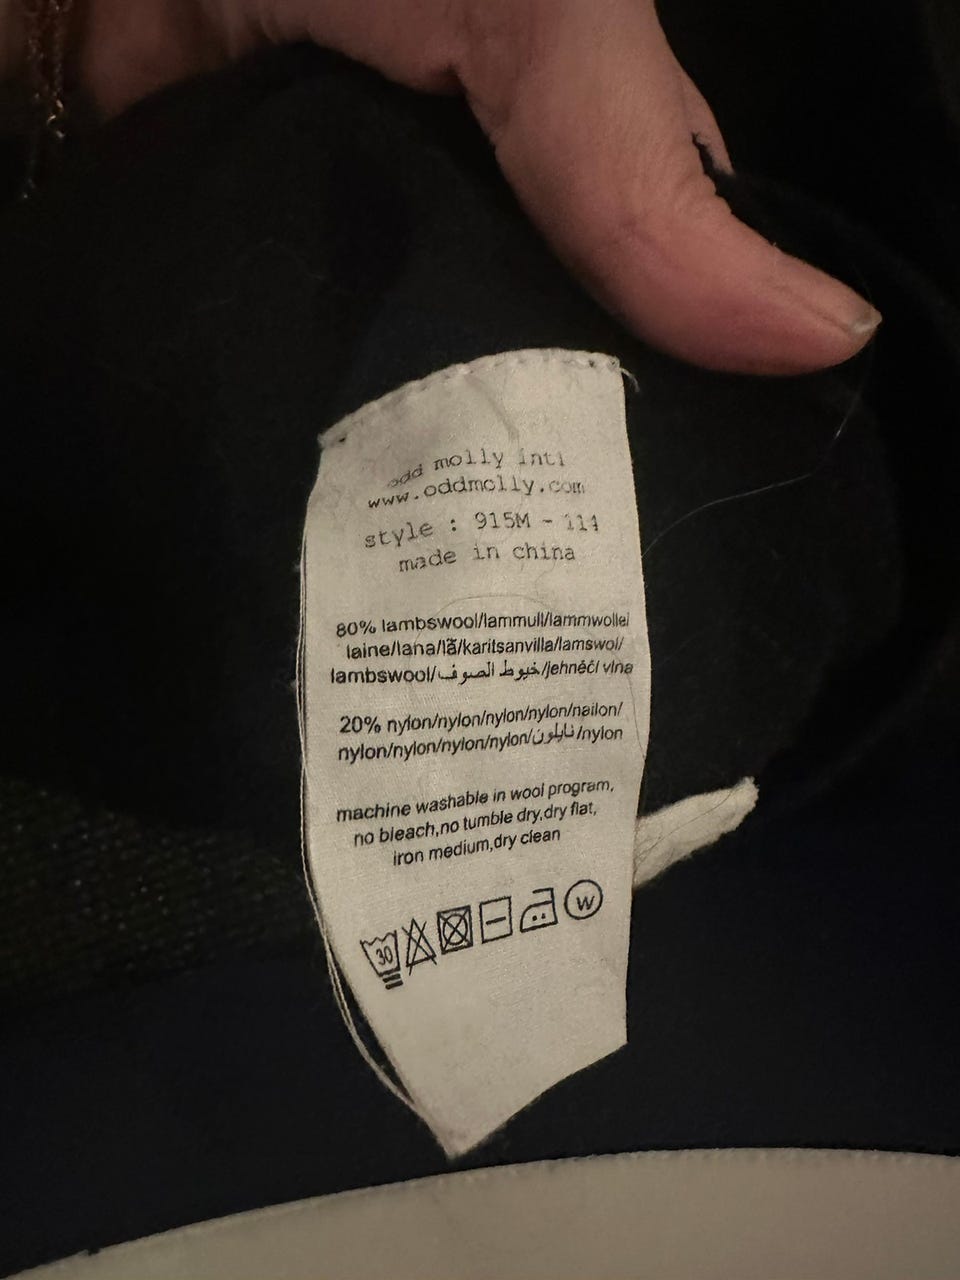 odd molly intl
www.oddmolly.com
style : 915M - 114
made in china
80% lambswool/lammull/lammwolle/
laine/lana/lã/karitsanvilla/lamswol/
lambswool/خيوط الصوف/jehněčí vlna
20% nylon/nylon/nylon/nylon/nailon/
nylon/nylon/nylon/nylon/نايلون/nylon
machine washable in wool program,
no bleach,no tumble dry,dry flat,
iron medium,dry clean
30
W